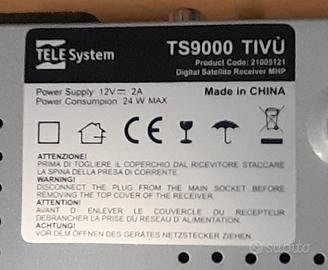 TELE System
TS9000 TIVÙ
Product Code: 21005121
Digital Satellite Receiver MHP
Power Supply 12V ⎓ 2A
Power Consumpion 24 W MAX
Made in CHINA
CE
ATTENZIONE!
PRIMA DI TOGLIERE IL COPERCHIO DAL RICEVITORE STACCARE
LA SPINA DELLA PRESA DI CORRENTE.
WARNING!
DISCONNECT THE PLUG FROM THE MAIN SOCKET BEFORE
REMOVING THE TOP COVER OF THE RECEIVER.
ATTENTION!
AVANT D' ENLEVER LE COUVERCLE DU RECEPTEUR
DEBRANCHER LA PRISE DU RESEAU D'ALIMENTATION.
ACHTUNG!
VOR DEM ÖFFNEN DES GERÄTES NETZSTECKER ZIEHEN.
subito